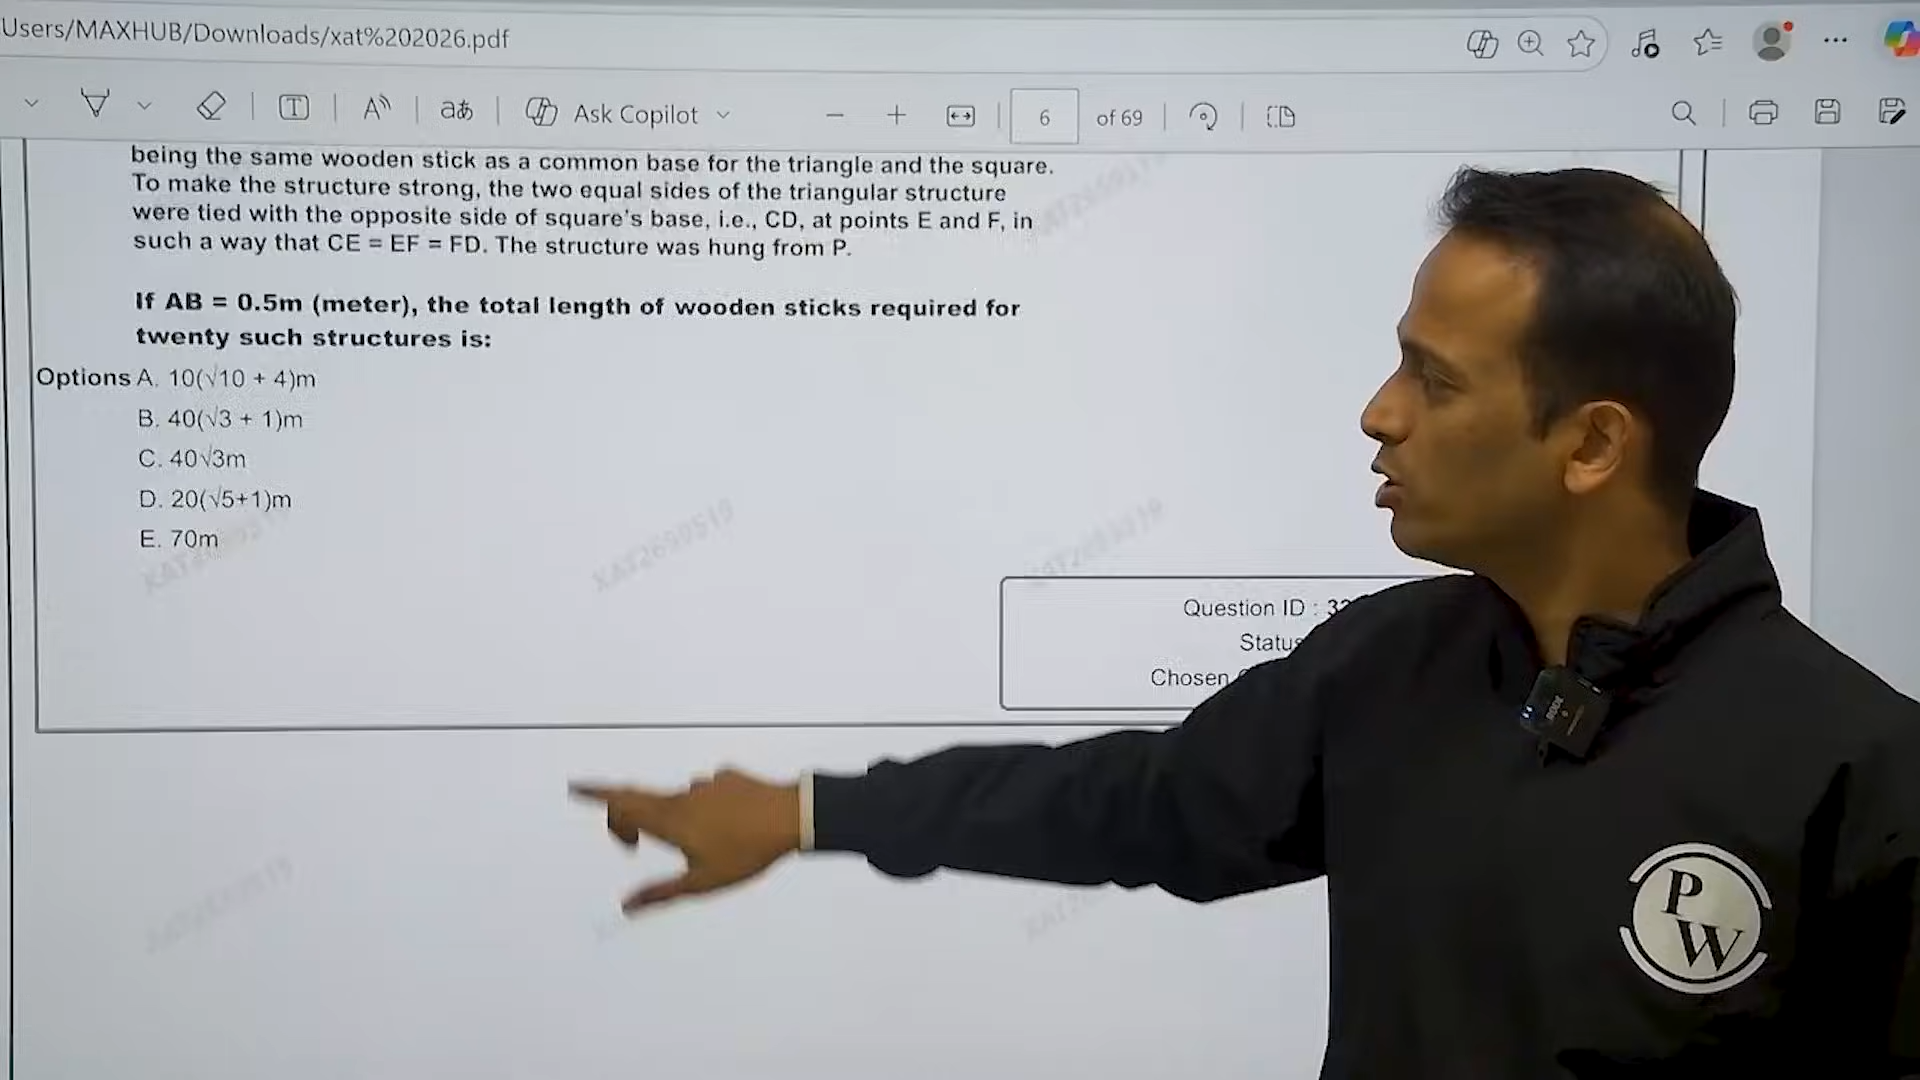 Users/MAXHUB/Downloads/xat%202026.pdf
T A aあ Ask Copilot 6 of 69
being the same wooden stick as a common base for the triangle and the square.
To make the structure strong, the two equal sides of the triangular structure
were tied with the opposite side of square's base, i.e., CD, at points E and F, in
such a way that CE = EF = FD. The structure was hung from P.
If AB = 0.5m (meter), the total length of wooden sticks required for
twenty such structures is:
Options A. 10(√10 + 4)m
B. 40(√3 + 1)m
C. 40√3m
D. 20(√5+1)m
E. 70m
XAT2690519
Question ID : 33
Status
Chosen
RODE
P
W